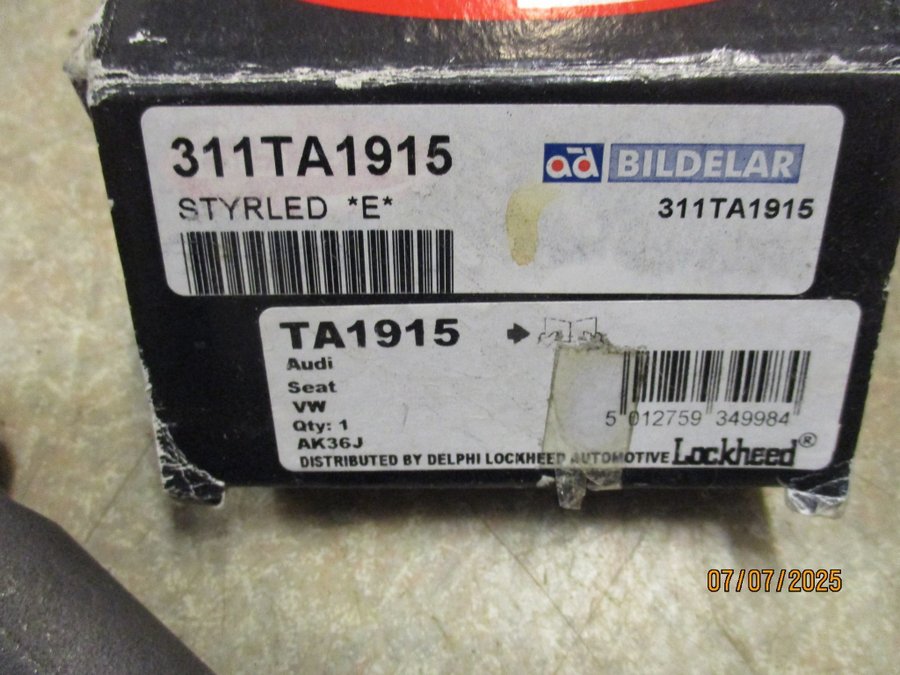 311TA1915
ad BILDELAR
STYRLED *E*
311TA1915
TA1915
Audi
Seat
VW
Qty: 1
AK36J
5 012759 349984
DISTRIBUTED BY DELPHI LOCKHEED AUTOMOTIVE Lockheed®
07/07/2025